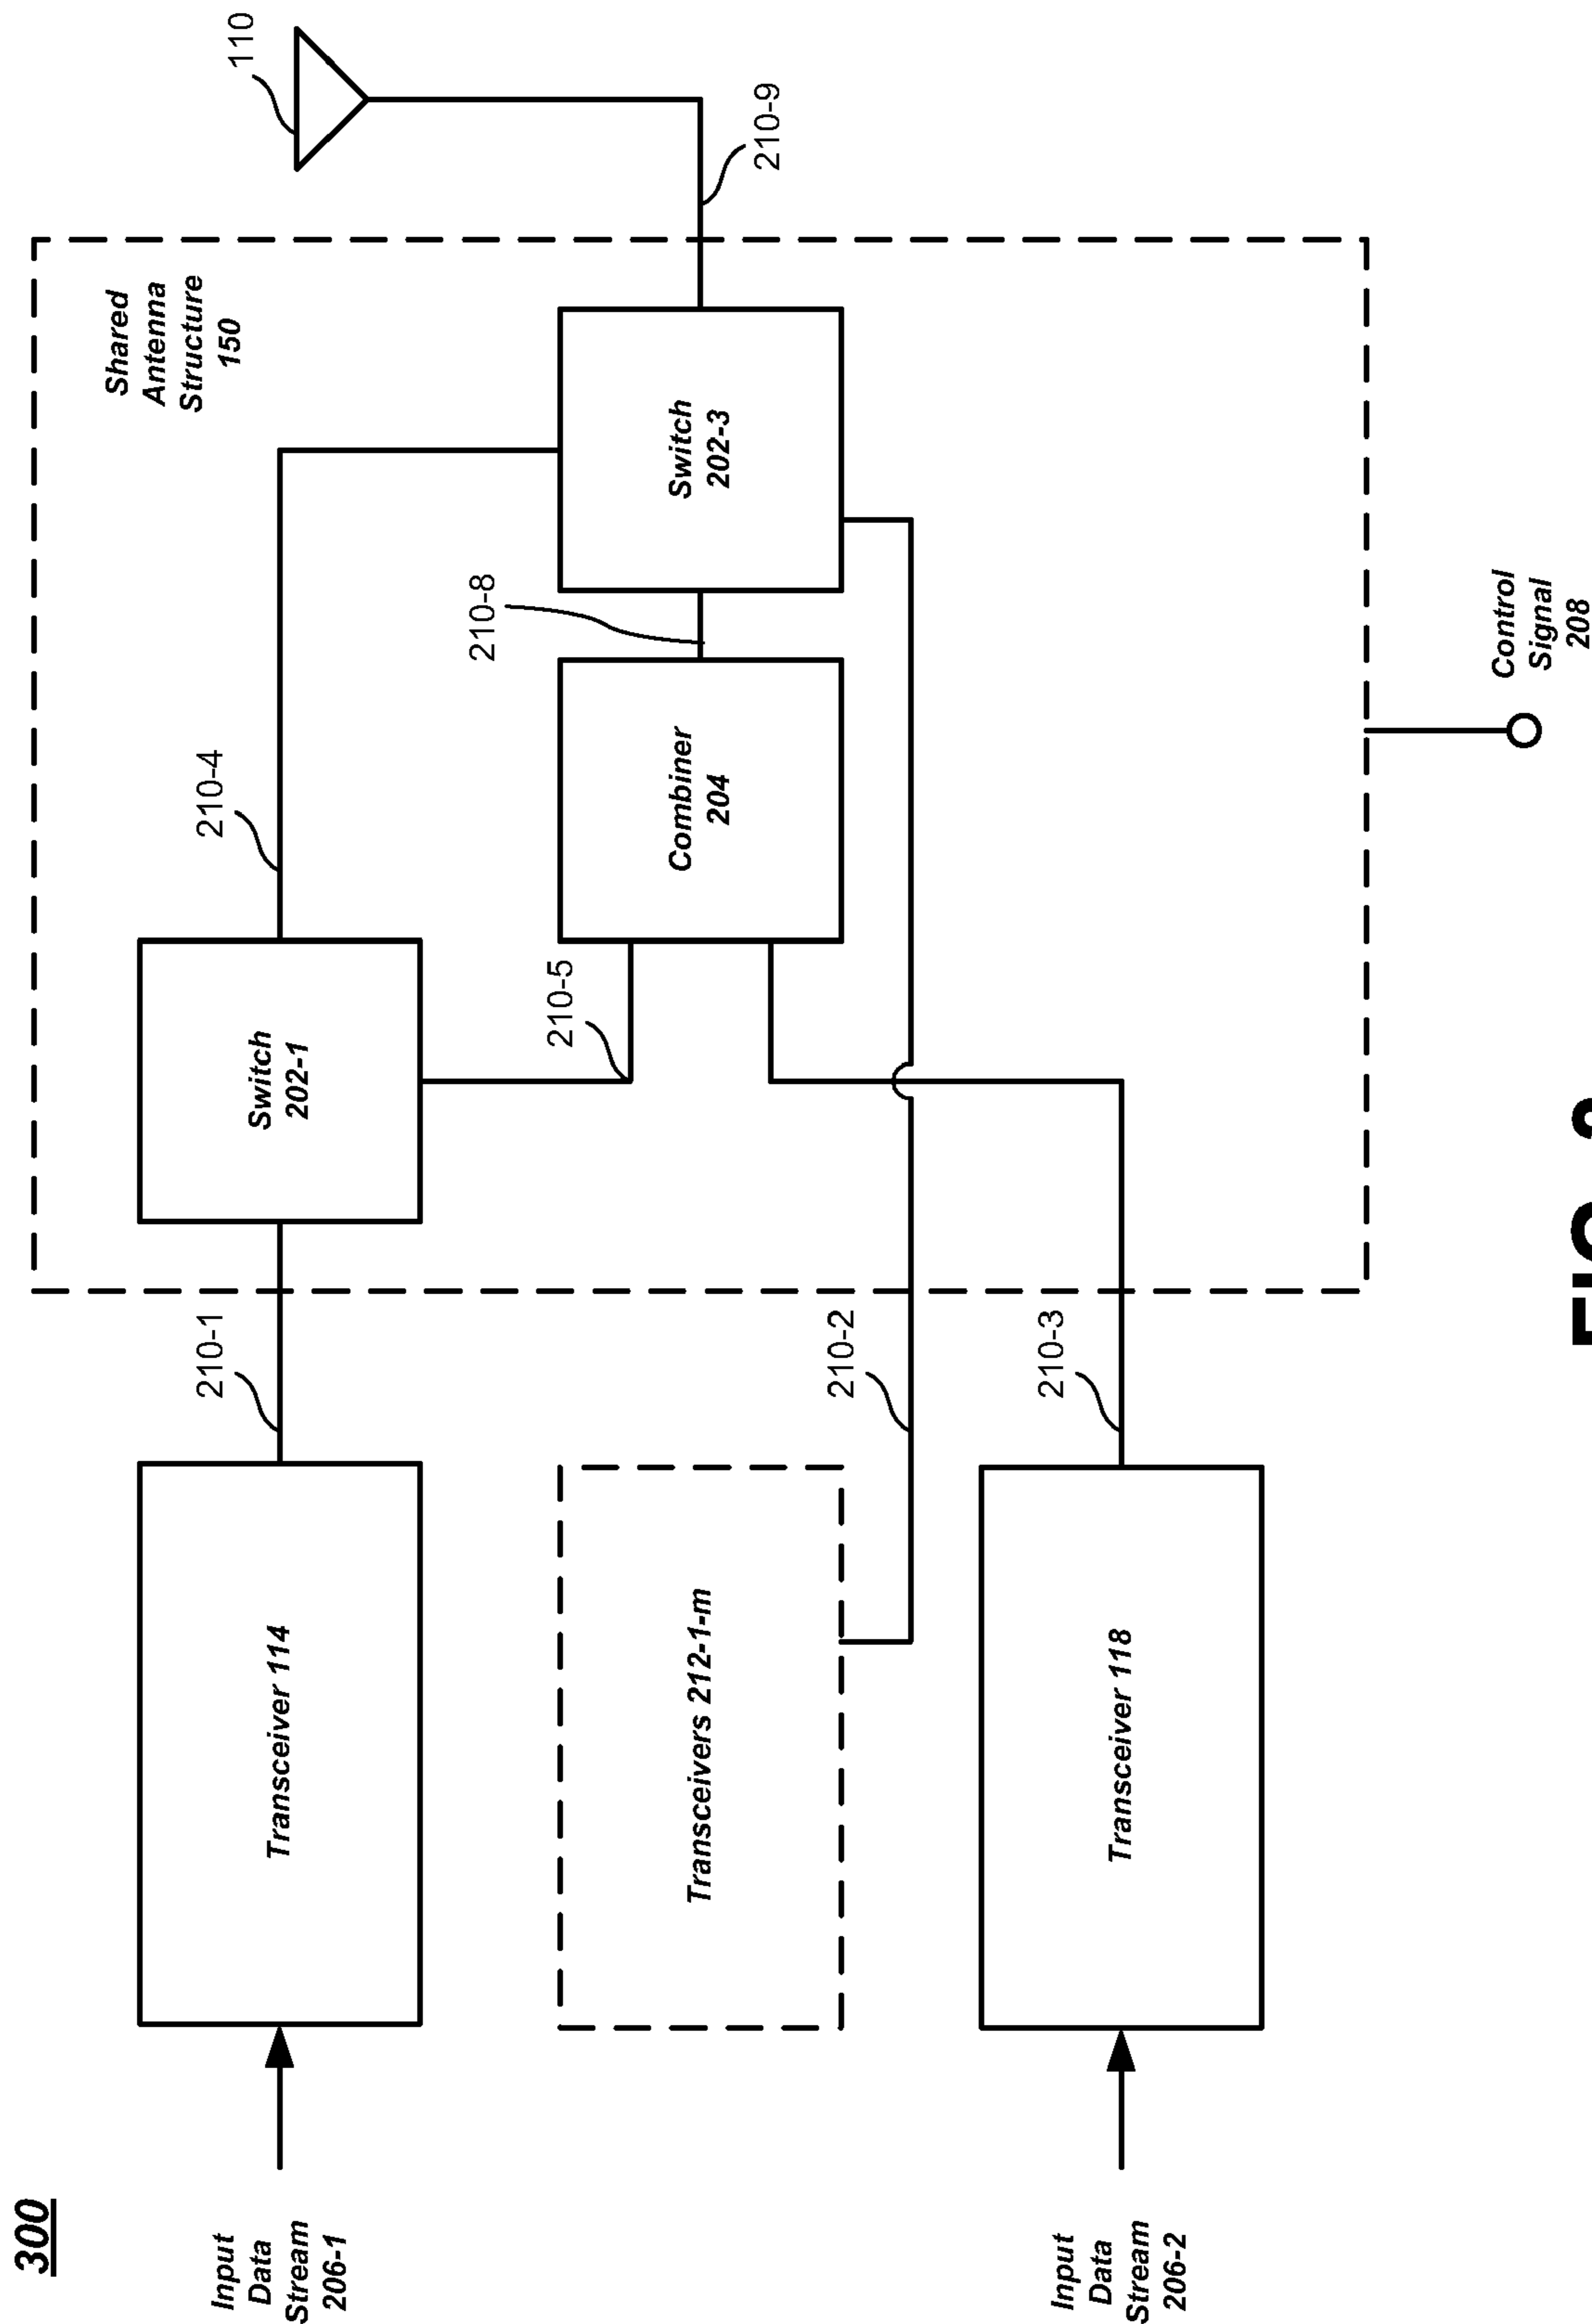 300
Shared
Antenna
Structure
150
110
Input
Data
Stream
206-1
Transceiver 114
210-1
Switch
202-1
210-4
210-5
210-8
Transceivers 212-1-m
Combiner
204
Switch
202-3
210-9
210-2
Input
Data
Stream
206-2
Transceiver 118
210-3
Control
Signal
208